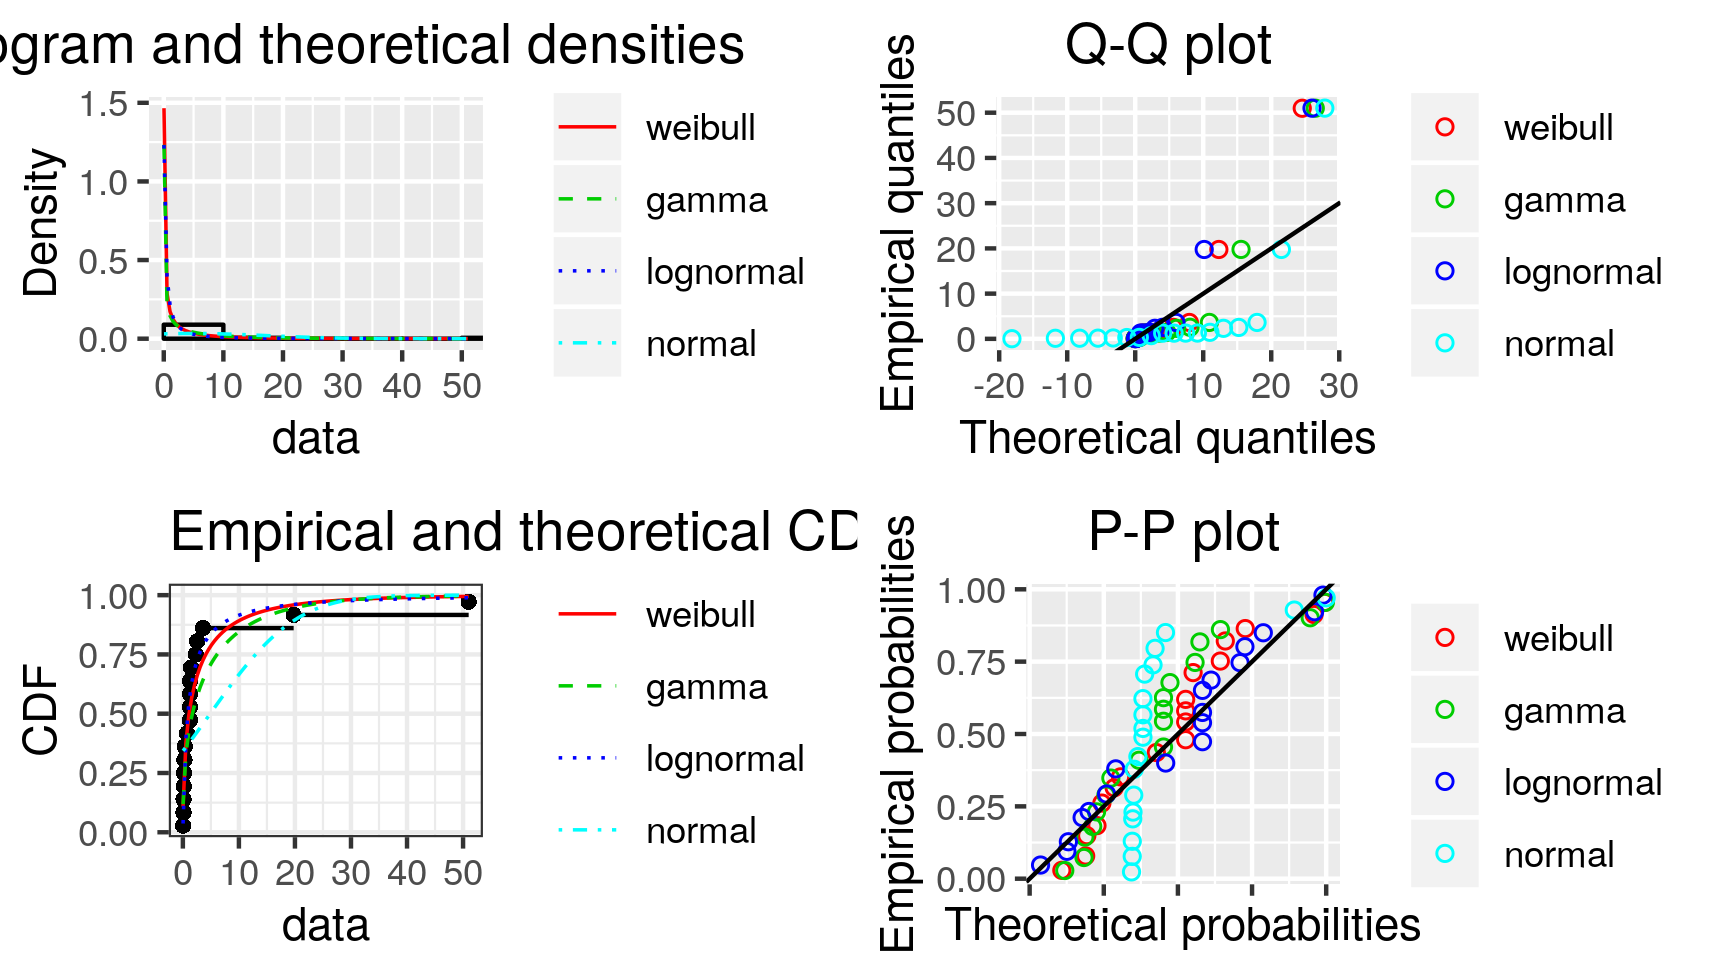 ogram and theoretical densities
Density
1.5
1.0
0.5
0.0
0 10 20 30 40 50
data
weibull
gamma
lognormal
normal
Q-Q plot
Empirical quantiles
50
40
30
20
10
0
-20 -10 0 10 20 30
Theoretical quantiles
weibull
gamma
lognormal
normal
Empirical and theoretical CD
CDF
1.00
0.75
0.50
0.25
0.00
0 10 20 30 40 50
data
weibull
gamma
lognormal
normal
P-P plot
Empirical probabilities
1.00
0.75
0.50
0.25
0.00
Theoretical probabilities
weibull
gamma
lognormal
normal